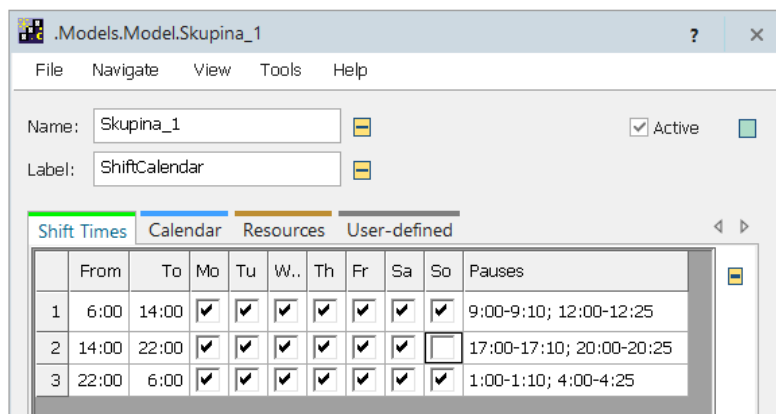 .Models.Model.Skupina_1 ?
File Navigate View Tools Help
Name: Skupina_1 Active
Label: ShiftCalendar
Shift Times Calendar Resources User-defined
From To Mo Tu W.. Th Fr Sa So Pauses
1 6:00 14:00 9:00-9:10; 12:00-12:25
2 14:00 22:00 17:00-17:10; 20:00-20:25
3 22:00 6:00 1:00-1:10; 4:00-4:25